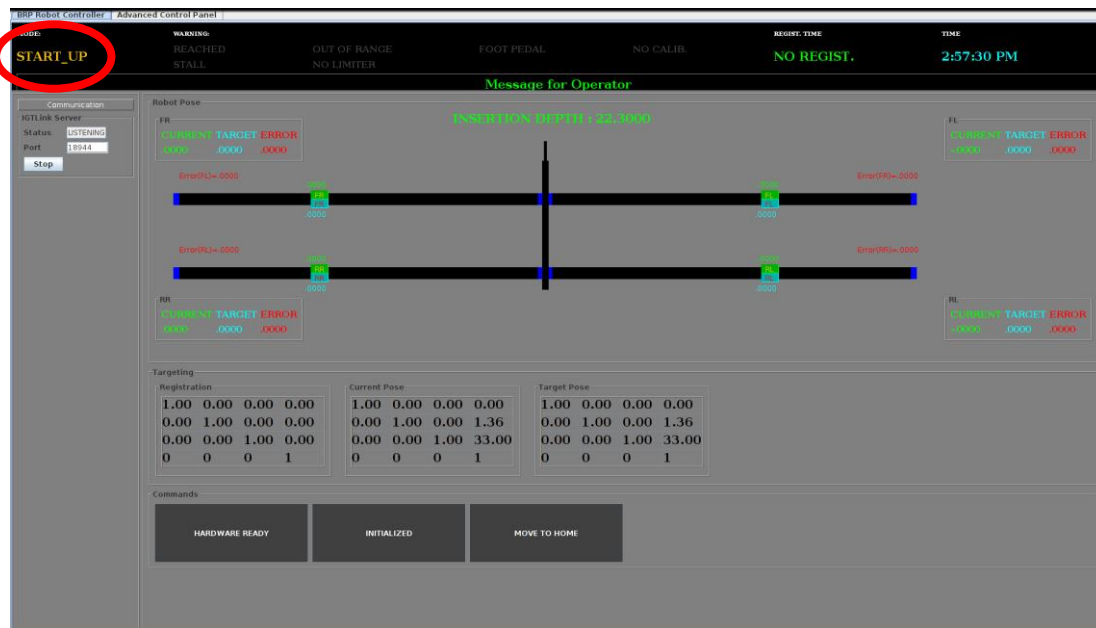 BRP Robot Controller Advanced Control Panel
MODE: WARNING: REGIST. TIME TIME
REACHED OUT OF RANGE FOOT PEDAL NO CALIB.
START_UP NO REGIST. 2:57:30 PM
STALL NO LIMITER
Message for Operator
Communication
IGTLink Server
Status LISTENING
Port 18944
Stop
Robot Pose
INSERTION DEPTH : 22.3000
FR
CURRENT TARGET ERROR
.0000 .0000 .0000
FL
CURRENT TARGET ERROR
-.0000 .0000 .0000
Error(FL)=.0000 Error(FR)=.0000
FR FL
.0000 .0000
Error(RL)=.0000 Error(RR)=.0000
RR RL
.0000 .0000
RR
CURRENT TARGET ERROR
.0000 .0000 .0000
RL
CURRENT TARGET ERROR
-.0000 .0000 .0000
Targeting
Registration
1.00 0.00 0.00 0.00
0.00 1.00 0.00 0.00
0.00 0.00 1.00 0.00
0 0 0 1
Current Pose
1.00 0.00 0.00 0.00
0.00 1.00 0.00 1.36
0.00 0.00 1.00 33.00
0 0 0 1
Target Pose
1.00 0.00 0.00 0.00
0.00 1.00 0.00 1.36
0.00 0.00 1.00 33.00
0 0 0 1
Commands
HARDWARE READY INITIALIZED MOVE TO HOME